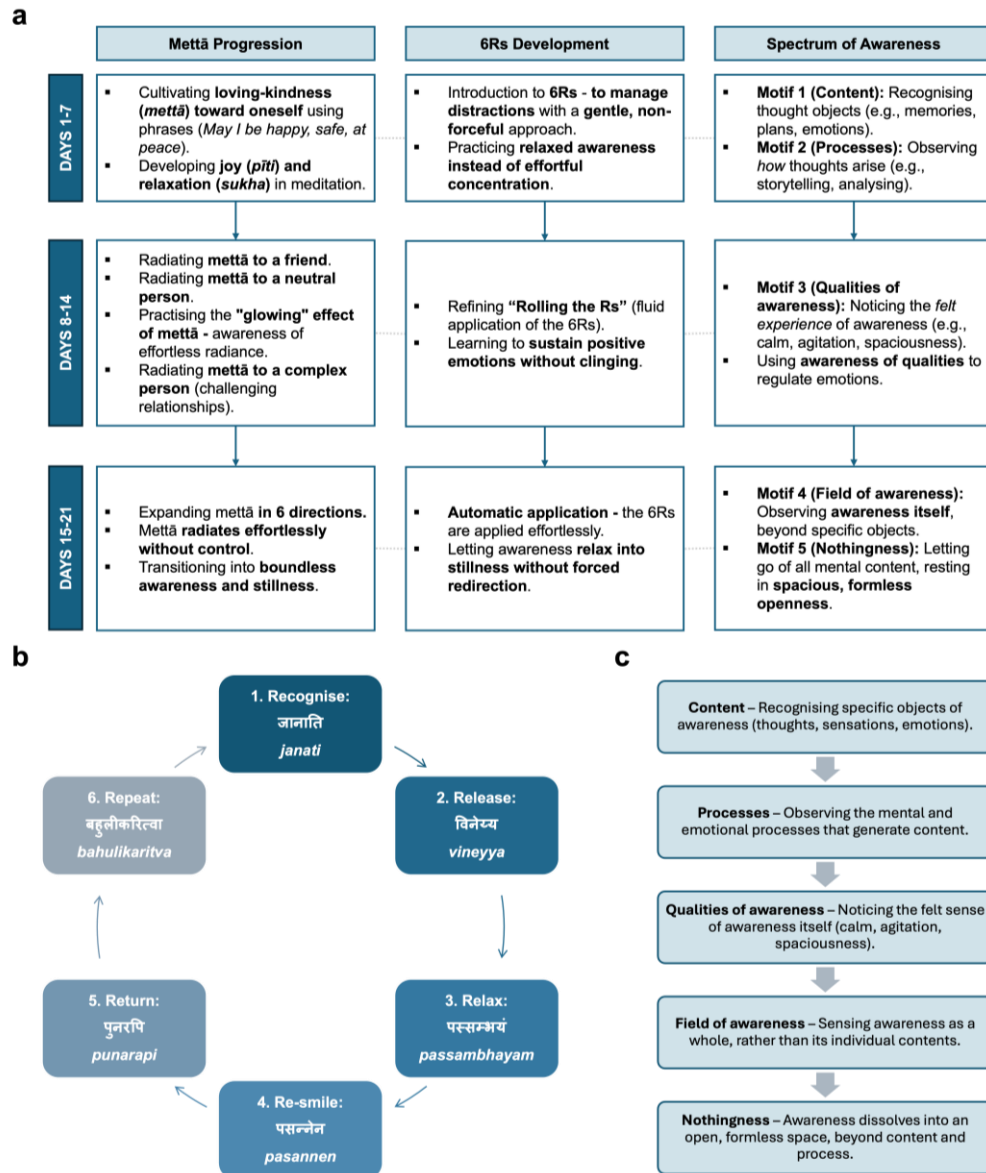 a
Mettā Progression
6Rs Development
Spectrum of Awareness
DAYS 1-7
▪ Cultivating loving-kindness
(mettā) toward oneself using
phrases (May I be happy, safe, at
peace).
▪ Developing joy (pīti) and
relaxation (sukha) in meditation.
▪ Introduction to 6Rs - to manage
distractions with a gentle, non-
forceful approach.
▪ Practicing relaxed awareness
instead of effortful
concentration.
▪ Motif 1 (Content): Recognising
thought objects (e.g., memories,
plans, emotions).
▪ Motif 2 (Processes): Observing
how thoughts arise (e.g.,
storytelling, analysing).
DAYS 8-14
▪ Radiating mettā to a friend.
▪ Radiating mettā to a neutral
person.
▪ Practising the "glowing" effect
of mettā - awareness of
effortless radiance.
▪ Radiating mettā to a complex
person (challenging
relationships).
▪ Refining “Rolling the Rs” (fluid
application of the 6Rs).
▪ Learning to sustain positive
emotions without clinging.
▪ Motif 3 (Qualities of
awareness): Noticing the felt
experience of awareness (e.g.,
calm, agitation, spaciousness).
▪ Using awareness of qualities to
regulate emotions.
DAYS 15-21
▪ Expanding mettā in 6 directions.
▪ Mettā radiates effortlessly
without control.
▪ Transitioning into boundless
awareness and stillness.
▪ Automatic application - the 6Rs
are applied effortlessly.
▪ Letting awareness relax into
stillness without forced
redirection.
▪ Motif 4 (Field of awareness):
Observing awareness itself,
beyond specific objects.
▪ Motif 5 (Nothingness): Letting
go of all mental content, resting
in spacious, formless
openness.
b
1. Recognise:
जानाति
janati
2. Release:
विनेय्य
vineyya
3. Relax:
पस्सम्भयं
passambhayam
4. Re-smile:
पसन्नेन
pasannen
5. Return:
पुनरपि
punarapi
6. Repeat:
बहुलीकरित्वा
bahulikaritva
c
Content – Recognising specific objects of
awareness (thoughts, sensations, emotions).
Processes – Observing the mental and
emotional processes that generate content.
Qualities of awareness – Noticing the felt sense
of awareness itself (calm, agitation,
spaciousness).
Field of awareness – Sensing awareness as a
whole, rather than its individual contents.
Nothingness – Awareness dissolves into an
open, formless space, beyond content and
process.